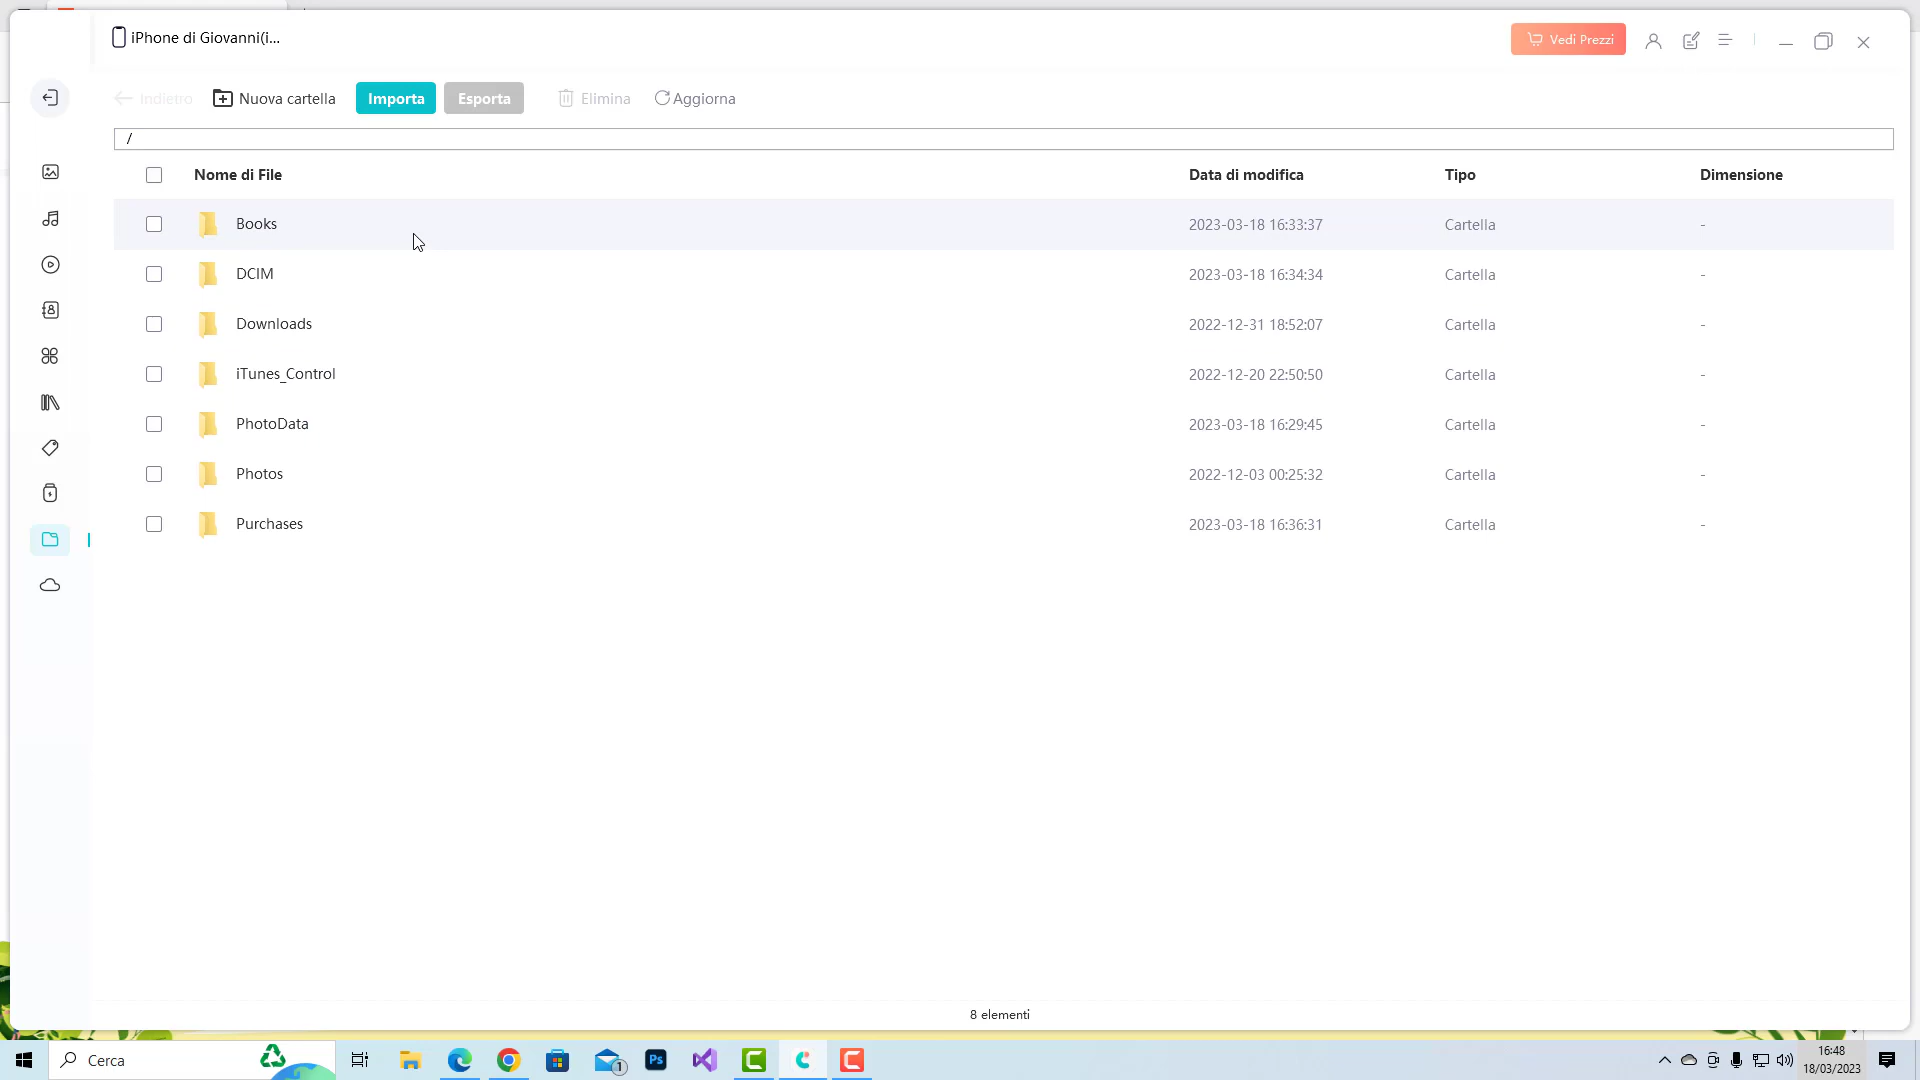 iPhone di Giovanni(i...
Vedi Prezzi
Indietro Nuova cartella Importa Esporta Elimina Aggiorna
/
Nome di File Data di modifica Tipo Dimensione
Books 2023-03-18 16:33:37 Cartella -
DCIM 2023-03-18 16:34:34 Cartella -
Downloads 2022-12-31 18:52:07 Cartella -
iTunes_Control 2022-12-20 22:50:50 Cartella -
PhotoData 2023-03-18 16:29:45 Cartella -
Photos 2022-12-03 00:25:32 Cartella -
Purchases 2023-03-18 16:36:31 Cartella -
8 elementi
Cerca 1 Ps 16:48
18/03/2023